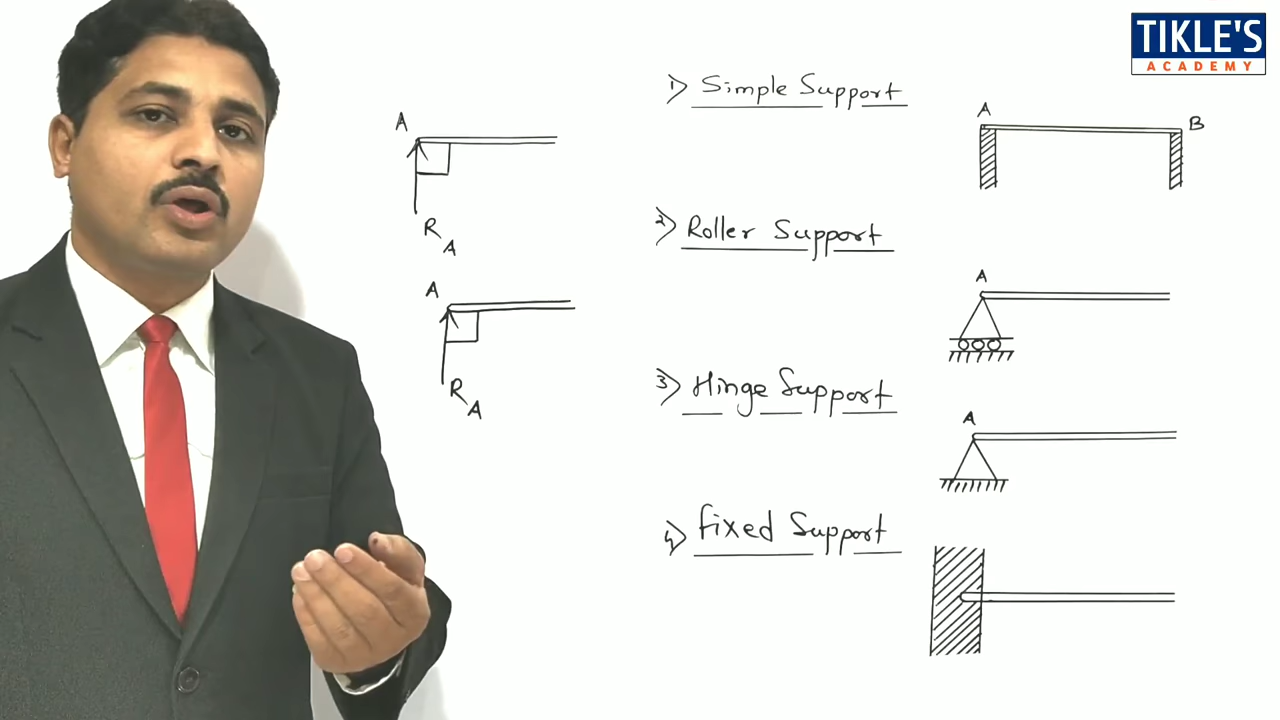 TIKLE'S
ACADEMY
1) Simple Support
A
B
A
R
A
2) Roller Support
A
A
R
A
3) Hinge Support
A
4) Fixed Support